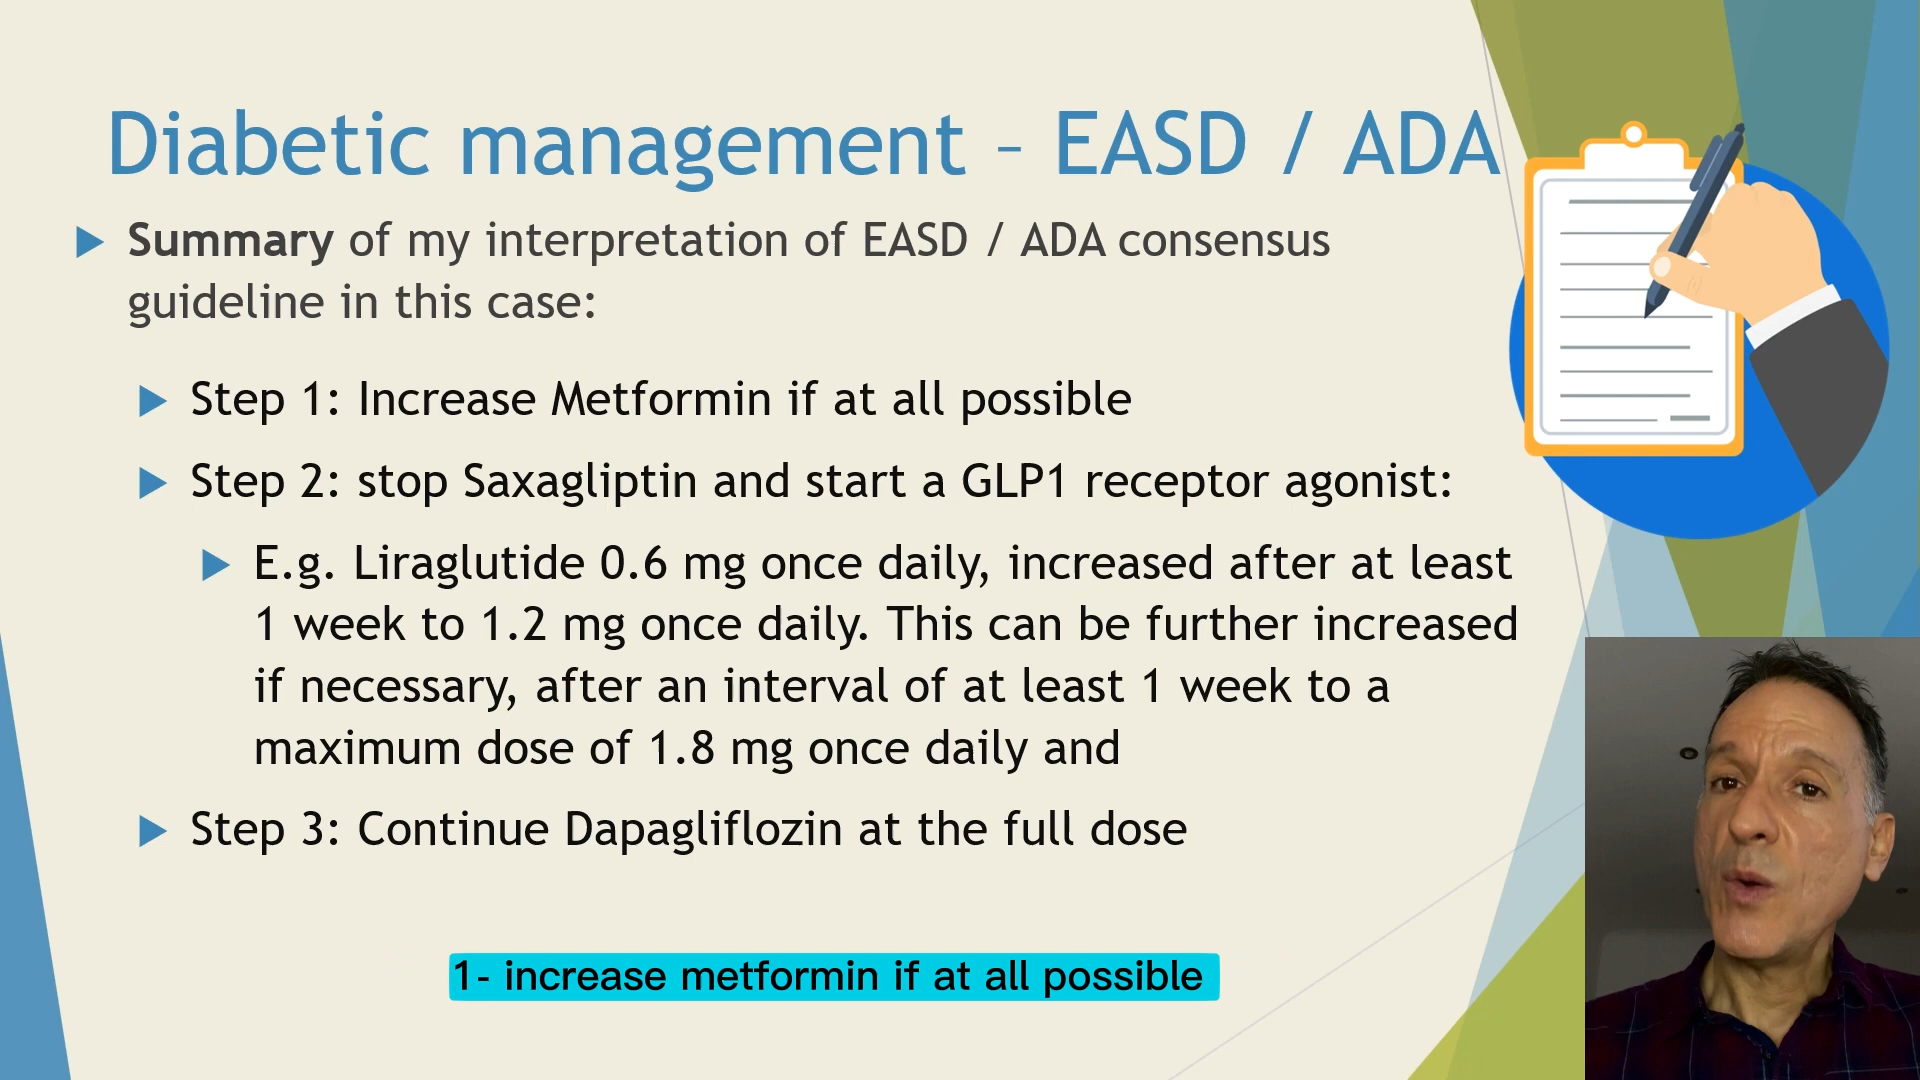 Diabetic management – EASD / ADA
Summary of my interpretation of EASD / ADA consensus
guideline in this case:
Step 1: Increase Metformin if at all possible
Step 2: stop Saxagliptin and start a GLP1 receptor agonist:
E.g. Liraglutide 0.6 mg once daily, increased after at least
1 week to 1.2 mg once daily. This can be further increased
if necessary, after an interval of at least 1 week to a
maximum dose of 1.8 mg once daily and
Step 3: Continue Dapagliflozin at the full dose
1- increase metformin if at all possible